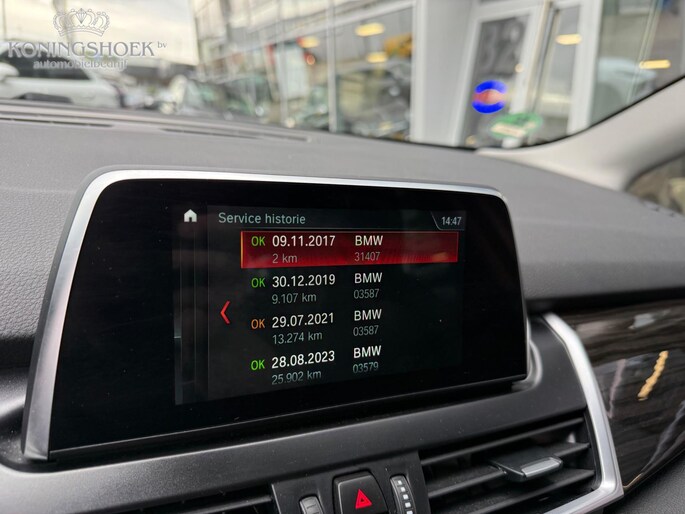 KONINGSHOEK bv
automobielbedrijf
33
Service historie 14:47
OK 09.11.2017 BMW
2 km 31407
OK 30.12.2019 BMW
9.107 km 03587
OK 29.07.2021 BMW
13.274 km 03587
OK 28.08.2023 BMW
25.902 km 03579